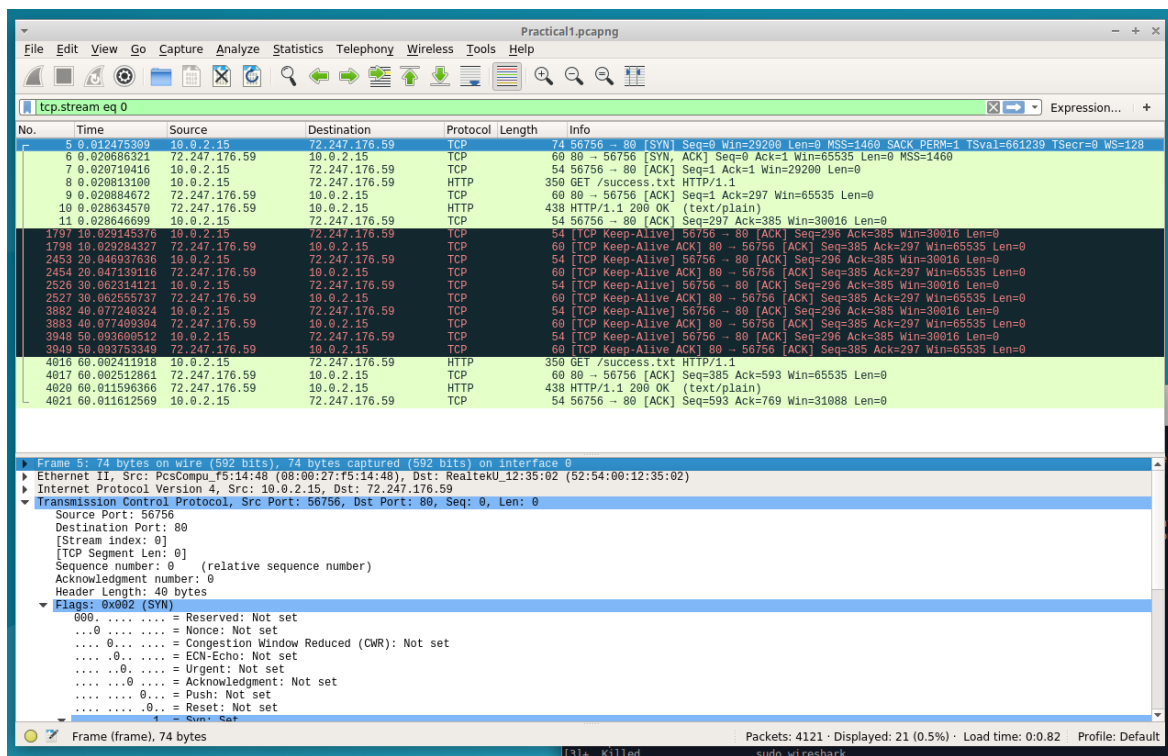 Practical1.pcapng
File Edit View Go Capture Analyze Statistics Telephony Wireless Tools Help
tcp.stream eq 0 Expression... +
No. Time Source Destination Protocol Length Info
5 0.012475309 10.0.2.15 72.247.176.59 TCP 74 56756 → 80 [SYN] Seq=0 Win=29200 Len=0 MSS=1460 SACK_PERM=1 TSval=661239 TSecr=0 WS=128
6 0.020686321 72.247.176.59 10.0.2.15 TCP 60 80 → 56756 [SYN, ACK] Seq=0 Ack=1 Win=65535 Len=0 MSS=1460
7 0.020710416 10.0.2.15 72.247.176.59 TCP 54 56756 → 80 [ACK] Seq=1 Ack=1 Win=29200 Len=0
8 0.020813100 10.0.2.15 72.247.176.59 HTTP 350 GET /success.txt HTTP/1.1
9 0.020884672 72.247.176.59 10.0.2.15 TCP 60 80 → 56756 [ACK] Seq=1 Ack=297 Win=65535 Len=0
10 0.028634570 72.247.176.59 10.0.2.15 HTTP 438 HTTP/1.1 200 OK (text/plain)
11 0.028646699 10.0.2.15 72.247.176.59 TCP 54 56756 → 80 [ACK] Seq=297 Ack=385 Win=30016 Len=0
1797 10.029145376 10.0.2.15 72.247.176.59 TCP 54 [TCP Keep-Alive] 56756 → 80 [ACK] Seq=296 Ack=385 Win=30016 Len=0
1798 10.029284327 72.247.176.59 10.0.2.15 TCP 60 [TCP Keep-Alive ACK] 80 → 56756 [ACK] Seq=385 Ack=297 Win=65535 Len=0
2453 20.046937636 10.0.2.15 72.247.176.59 TCP 54 [TCP Keep-Alive] 56756 → 80 [ACK] Seq=296 Ack=385 Win=30016 Len=0
2454 20.047139116 72.247.176.59 10.0.2.15 TCP 60 [TCP Keep-Alive ACK] 80 → 56756 [ACK] Seq=385 Ack=297 Win=65535 Len=0
2526 30.062314121 10.0.2.15 72.247.176.59 TCP 54 [TCP Keep-Alive] 56756 → 80 [ACK] Seq=296 Ack=385 Win=30016 Len=0
2527 30.062555737 72.247.176.59 10.0.2.15 TCP 60 [TCP Keep-Alive ACK] 80 → 56756 [ACK] Seq=385 Ack=297 Win=65535 Len=0
3882 40.077240324 10.0.2.15 72.247.176.59 TCP 54 [TCP Keep-Alive] 56756 → 80 [ACK] Seq=296 Ack=385 Win=30016 Len=0
3883 40.077409304 72.247.176.59 10.0.2.15 TCP 60 [TCP Keep-Alive ACK] 80 → 56756 [ACK] Seq=385 Ack=297 Win=65535 Len=0
3948 50.093600512 10.0.2.15 72.247.176.59 TCP 54 [TCP Keep-Alive] 56756 → 80 [ACK] Seq=296 Ack=385 Win=30016 Len=0
3949 50.093753349 72.247.176.59 10.0.2.15 TCP 60 [TCP Keep-Alive ACK] 80 → 56756 [ACK] Seq=385 Ack=297 Win=65535 Len=0
4016 60.002411918 10.0.2.15 72.247.176.59 HTTP 350 GET /success.txt HTTP/1.1
4017 60.002512861 72.247.176.59 10.0.2.15 TCP 60 80 → 56756 [ACK] Seq=385 Ack=593 Win=65535 Len=0
4020 60.011596366 72.247.176.59 10.0.2.15 HTTP 438 HTTP/1.1 200 OK (text/plain)
4021 60.011612569 10.0.2.15 72.247.176.59 TCP 54 56756 → 80 [ACK] Seq=593 Ack=769 Win=31088 Len=0
Frame 5: 74 bytes on wire (592 bits), 74 bytes captured (592 bits) on interface 0
Ethernet II, Src: PcsCompu_f5:14:48 (08:00:27:f5:14:48), Dst: RealtekU_12:35:02 (52:54:00:12:35:02)
Internet Protocol Version 4, Src: 10.0.2.15, Dst: 72.247.176.59
Transmission Control Protocol, Src Port: 56756, Dst Port: 80, Seq: 0, Len: 0
Source Port: 56756
Destination Port: 80
[Stream index: 0]
[TCP Segment Len: 0]
Sequence number: 0 (relative sequence number)
Acknowledgment number: 0
Header Length: 40 bytes
Flags: 0x002 (SYN)
000. .... .... = Reserved: Not set
...0 .... .... = Nonce: Not set
.... 0... .... = Congestion Window Reduced (CWR): Not set
.... .0.. .... = ECN-Echo: Not set
.... ..0. .... = Urgent: Not set
.... ...0 .... = Acknowledgment: Not set
.... .... 0... = Push: Not set
.... .... .0.. = Reset: Not set
.... .... ..1. = Syn: Set
Frame (frame), 74 bytes Packets: 4121 · Displayed: 21 (0.5%) · Load time: 0:0.82 Profile: Default
[3]+ Killed sudo wireshark